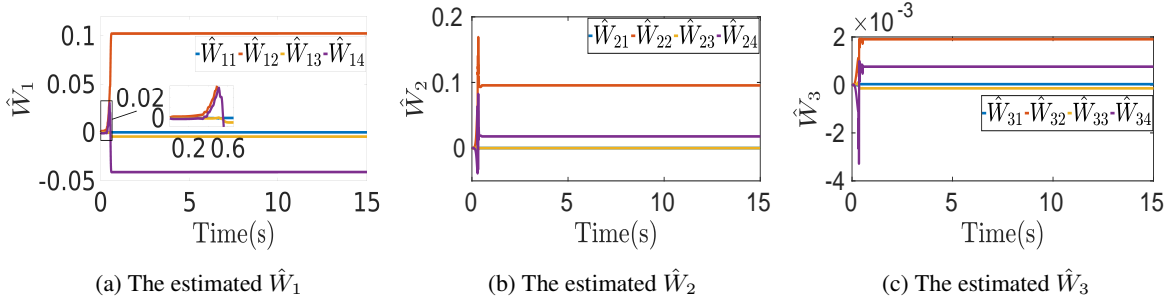 0.1
0.05
0
-0.05
Ŵ₁
Ŵ₁₁ Ŵ₁₂ Ŵ₁₃ Ŵ₁₄
0.02
0
0.2 0.6
0 5 10 15
Time(s)
(a) The estimated Ŵ₁
0.2
0.1
0
Ŵ₂
Ŵ₂₁ Ŵ₂₂ Ŵ₂₃ Ŵ₂₄
0 5 10 15
Time(s)
(b) The estimated Ŵ₂
×10⁻³
2
0
-2
-4
Ŵ₃
Ŵ₃₁ Ŵ₃₂ Ŵ₃₃ Ŵ₃₄
0 5 10 15
Time(s)
(c) The estimated Ŵ₃